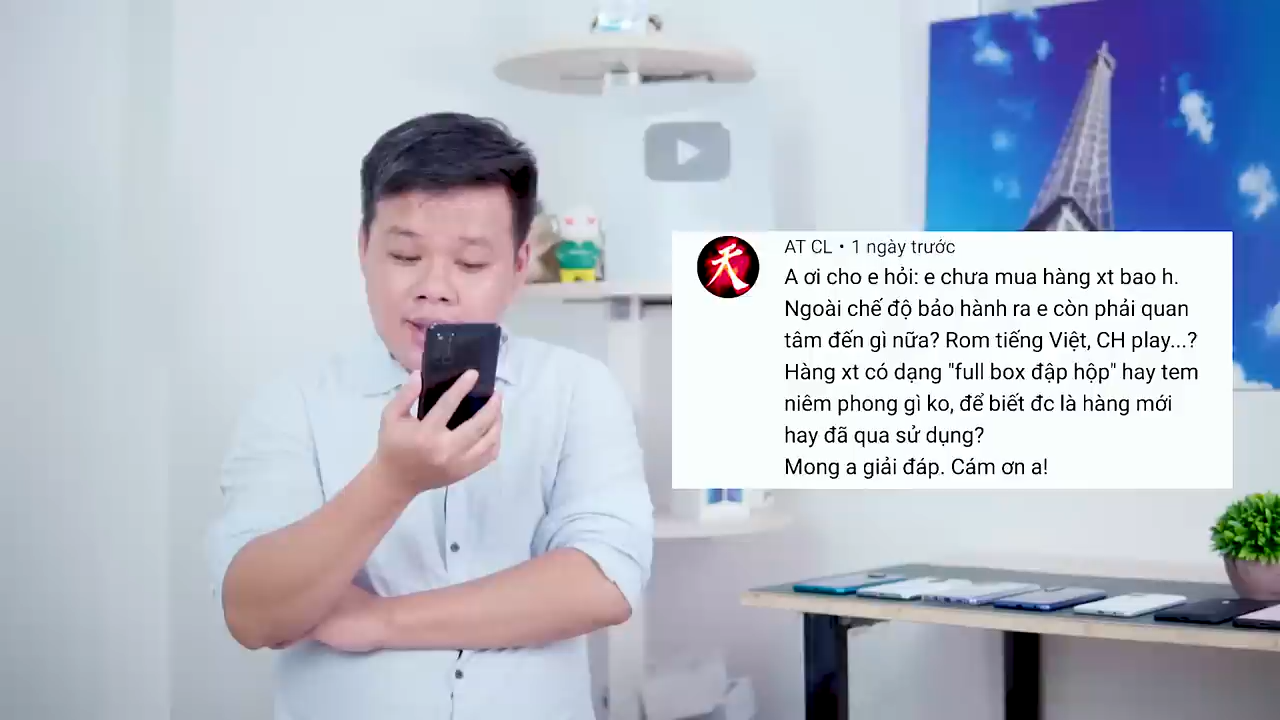 AT CL • 1 ngày trước
A ơi cho e hỏi: e chưa mua hàng xt bao h.
Ngoài chế độ bảo hành ra e còn phải quan
tâm đến gì nữa? Rom tiếng Việt, CH play...?
Hàng xt có dạng "full box đập hộp" hay tem
niêm phong gì ko, để biết đc là hàng mới
hay đã qua sử dụng?
Mong a giải đáp. Cám ơn a!
天